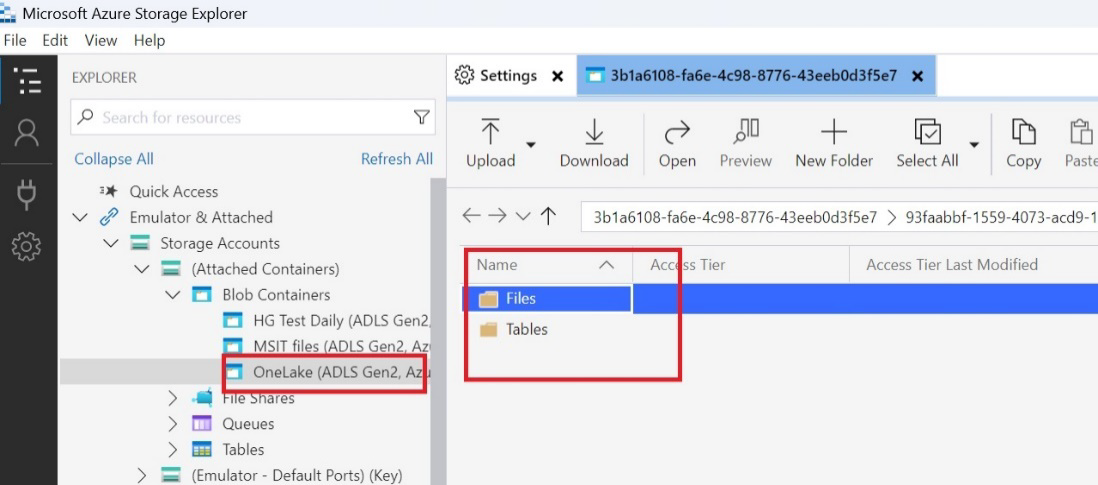 Microsoft Azure Storage Explorer
File Edit View Help
EXPLORER
Search for resources
Collapse All Refresh All
Quick Access
Emulator & Attached
Storage Accounts
(Attached Containers)
Blob Containers
HG Test Daily (ADLS Gen2,
MSIT files (ADLS Gen2, Az
OneLake (ADLS Gen2, Azu
File Shares
Queues
Tables
(Emulator - Default Ports) (Key)
Settings 3b1a6108-fa6e-4c98-8776-43eeb0d3f5e7
Upload Download Open Preview New Folder Select All Copy Paste
3b1a6108-fa6e-4c98-8776-43eeb0d3f5e7 93faabbf-1559-4073-acd9-1
Name Access Tier Access Tier Last Modified
Files
Tables